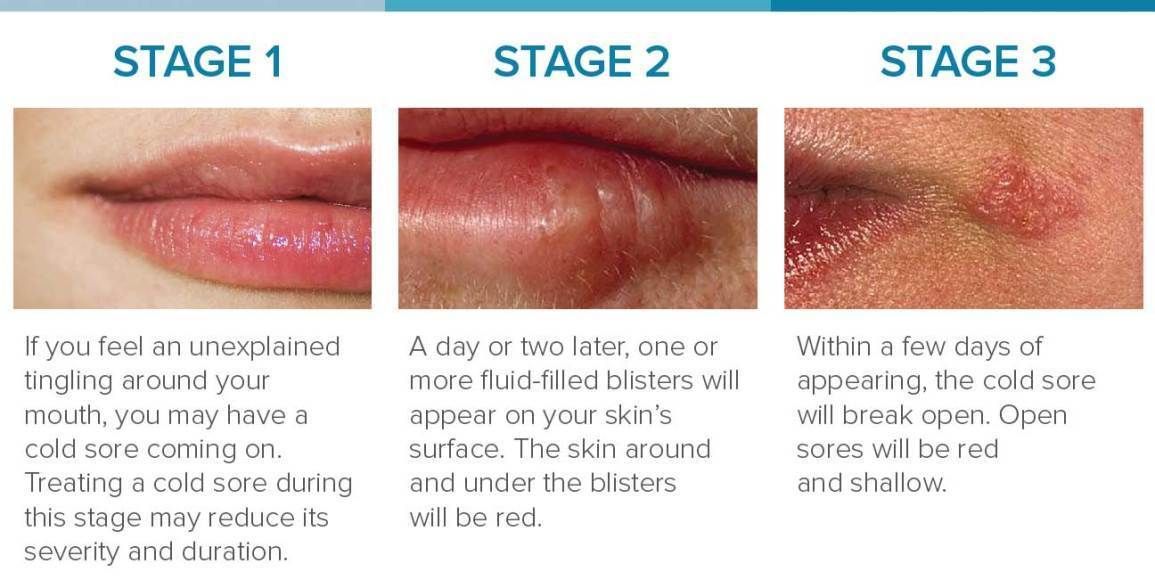 STAGE 1
If you feel an unexplained
tingling around your
mouth, you may have a
cold sore coming on.
Treating a cold sore during
this stage may reduce its
severity and duration.
STAGE 2
A day or two later, one or
more fluid-filled blisters will
appear on your skin’s
surface. The skin around
and under the blisters
will be red.
STAGE 3
Within a few days of
appearing, the cold sore
will break open. Open
sores will be red
and shallow.